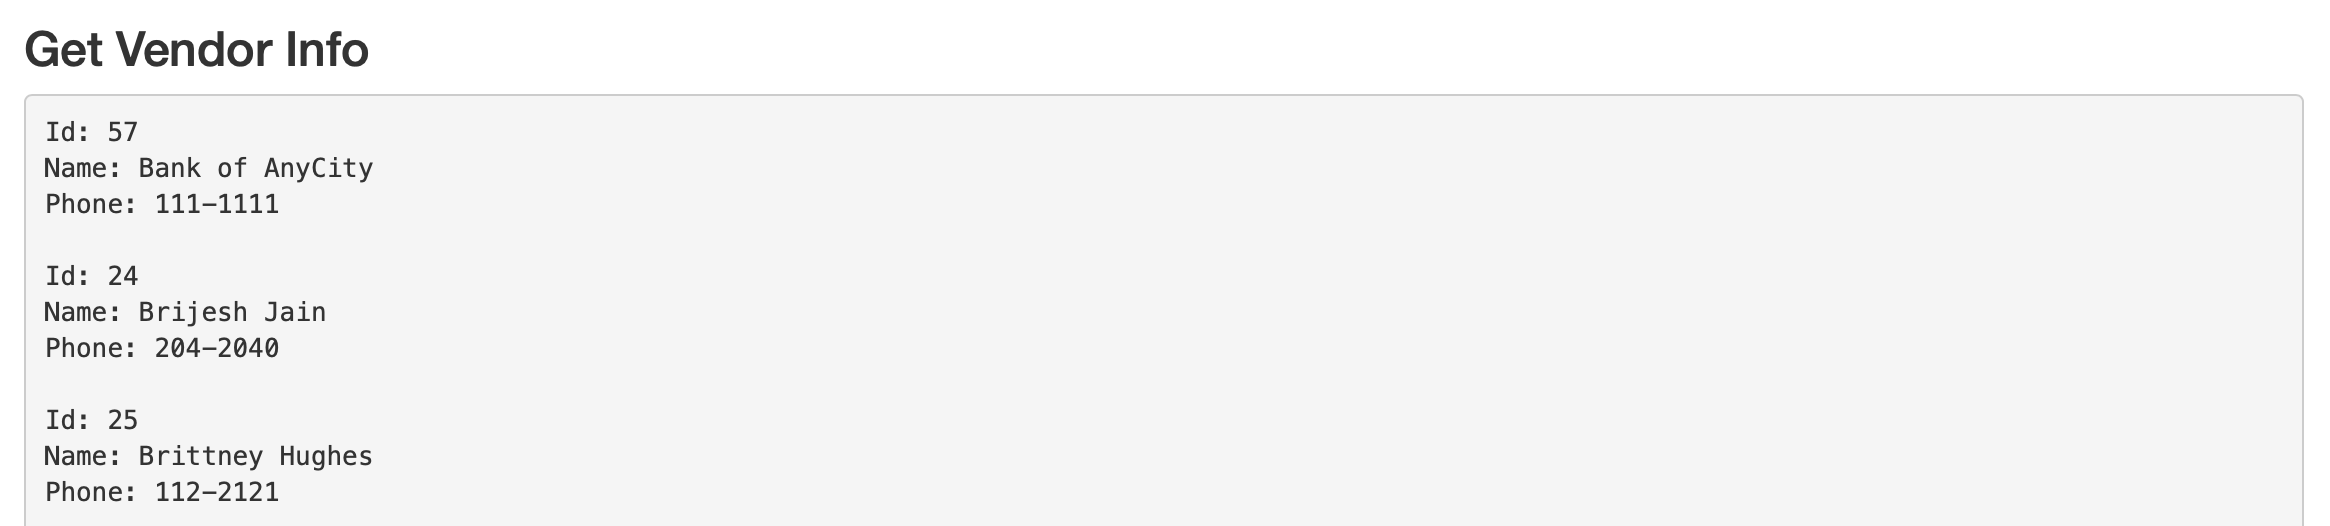 Get Vendor Info
Id: 57
Name: Bank of AnyCity
Phone: 111-1111
Id: 24
Name: Brijesh Jain
Phone: 204-2040
Id: 25
Name: Brittney Hughes
Phone: 112-2121